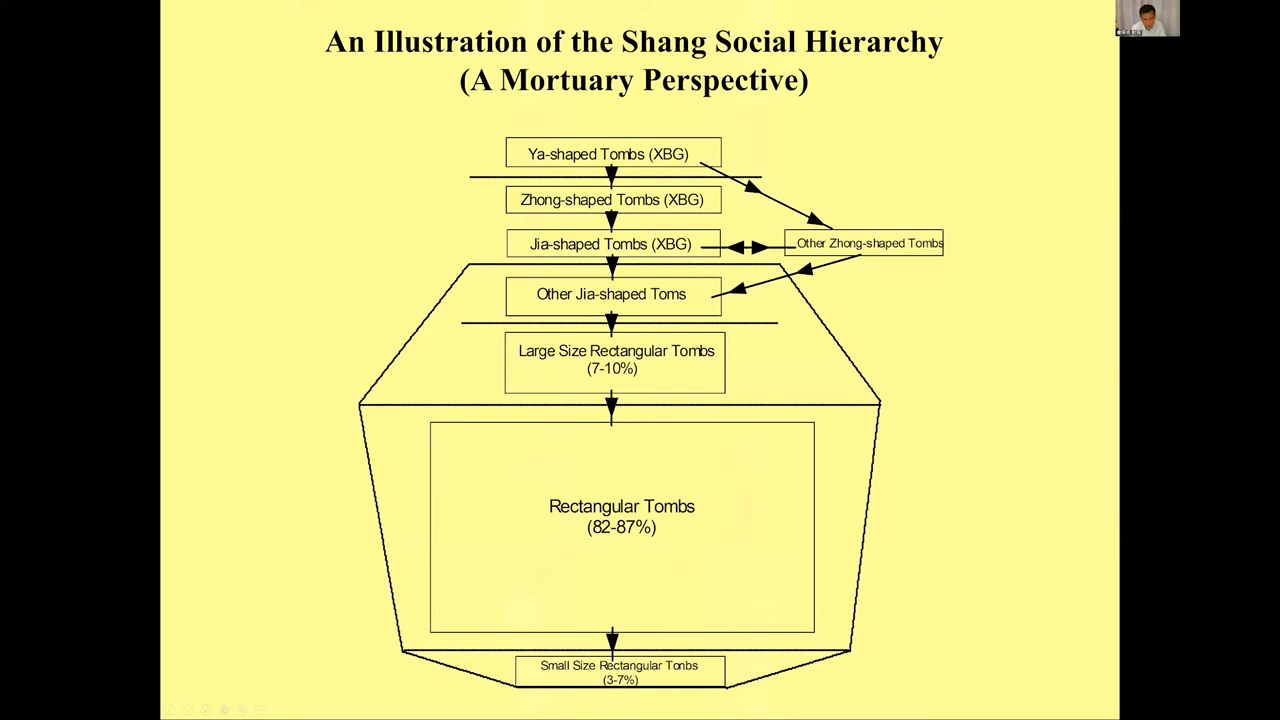 An Illustration of the Shang Social Hierarchy
(A Mortuary Perspective)
Ya-shaped Tombs (XBG)
Zhong-shaped Tombs (XBG)
Jia-shaped Tombs (XBG)
Other Zhong-shaped Tombs
Other Jia-shaped Toms
Large Size Rectangular Tombs
(7-10%)
Rectangular Tombs
(82-87%)
Small Size Rectangular Tonbs
(3-7%)